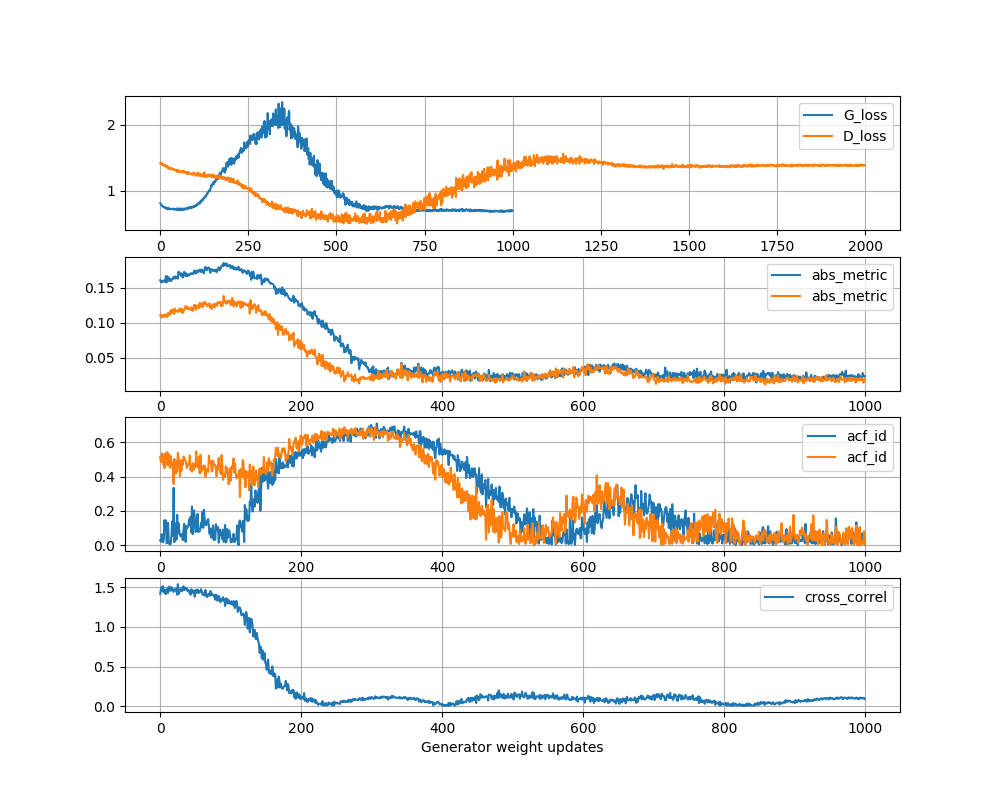 2
1
G_loss
D_loss
0 250 500 750 1000 1250 1500 1750 2000
0.15
0.10
0.05
abs_metric
abs_metric
0 200 400 600 800 1000
0.6
0.4
0.2
0.0
acf_id
acf_id
0 200 400 600 800 1000
1.5
1.0
0.5
0.0
cross_correl
0 200 400 600 800 1000
Generator weight updates